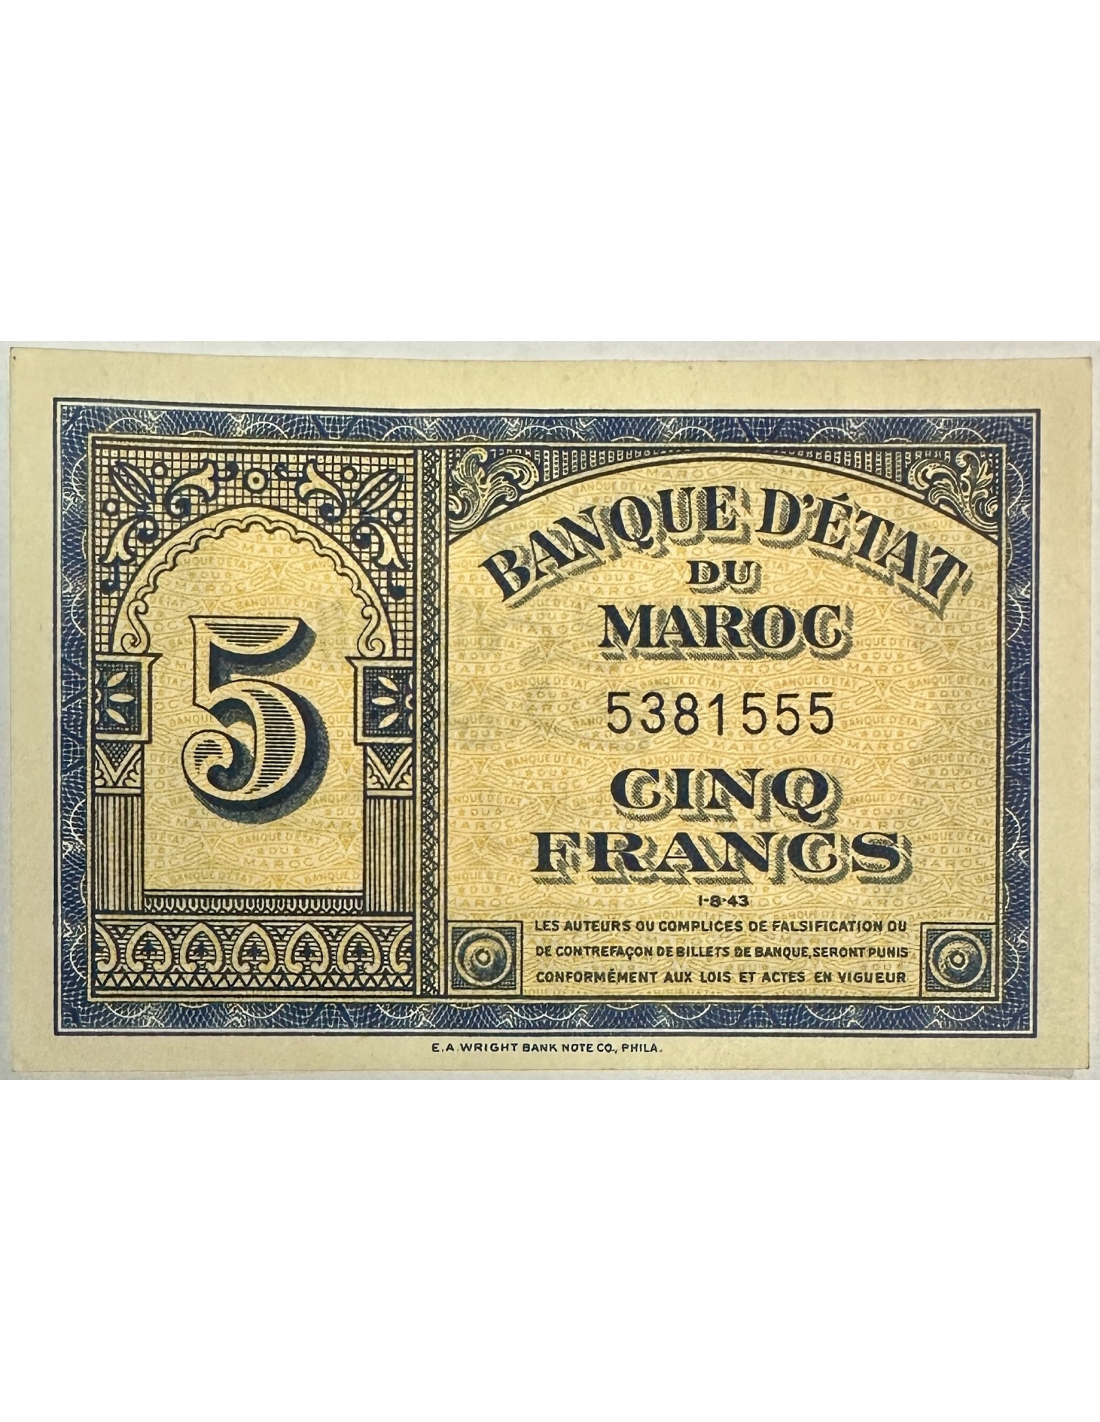 5
BANQUE D'ÉTAT
DU
MAROC
5381555
CINQ
FRANCS
1-8-43
LES AUTEURS OU COMPLICES DE FALSIFICATION OU
DE CONTREFAÇON DE BILLETS DE BANQUE, SERONT PUNIS
CONFORMÉMENT AUX LOIS ET ACTES EN VIGUEUR
E.A. WRIGHT BANK NOTE CO., PHILA.